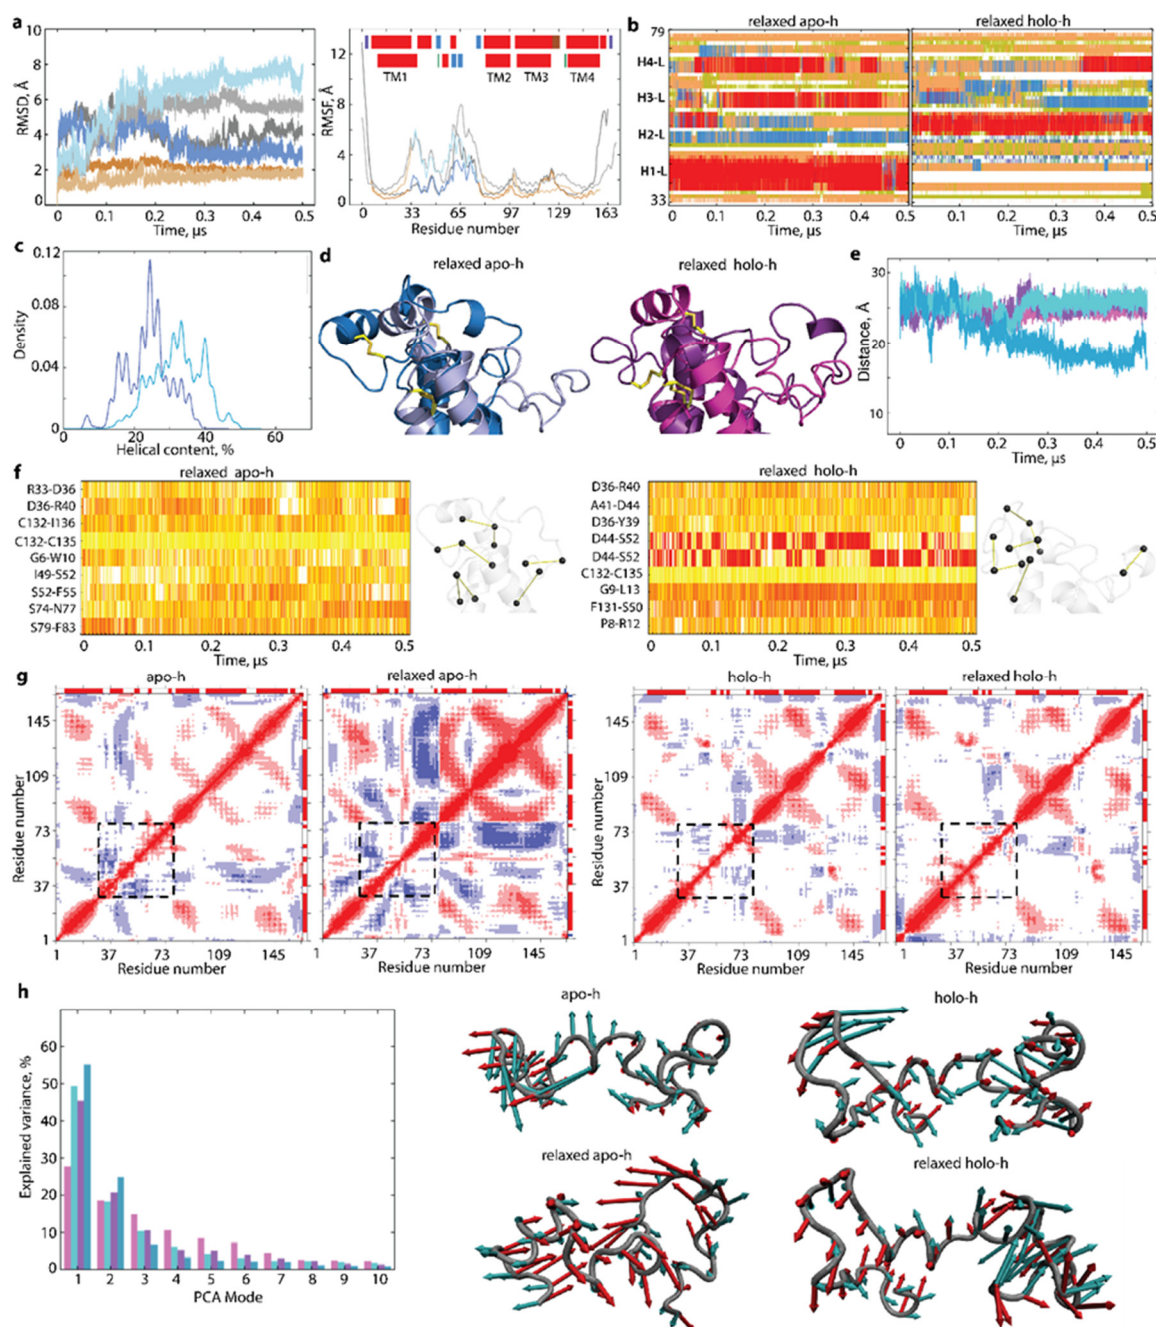 a
10
8
6
4
2
0
RMSD, Å
0
0.1
0.2
0.3
0.4
0.5
Time, µs
12
8
4
0
RMSF, Å
TM1
TM2
TM3
TM4
0
33
65
97
129
163
Residue number
b
relaxed apo-h
relaxed holo-h
79
H4-L
H3-L
H2-L
H1-L
33
0
0.1
0.2
0.3
0.4
0.5
0.1
0.2
0.3
0.4
0.5
Time, µs
Time, µs
c
0.12
0.08
0.04
0
Density
0
20
40
60
Helical content, %
d
relaxed apo-h
relaxed holo-h
e
30
20
10
Distance, Å
0
0.1
0.2
0.3
0.4
0.5
Time, µs
f
relaxed apo-h
R33-D36
D36-R40
C132-I136
C132-C135
G6-W10
I49-S52
S52-F55
S74-N77
S79-F83
0
0.1
0.2
0.3
0.4
0.5
Time, µs
relaxed holo-h
D36-R40
A41-D44
D36-Y39
D44-S52
D44-S52
C132-C135
G9-L13
F131-S50
P8-R12
0
0.1
0.2
0.3
0.4
0.5
Time, µs
g
apo-h
relaxed apo-h
holo-h
relaxed holo-h
145
109
73
37
1
Residue number
1
37
73
109
145
Residue number
1
37
73
109
145
Residue number
145
109
73
37
1
Residue number
1
37
73
109
145
Residue number
1
37
73
109
145
Residue number
h
60
50
40
30
20
10
0
Explained variance, %
1
2
3
4
5
6
7
8
9
10
PCA Mode
apo-h
holo-h
relaxed apo-h
relaxed holo-h